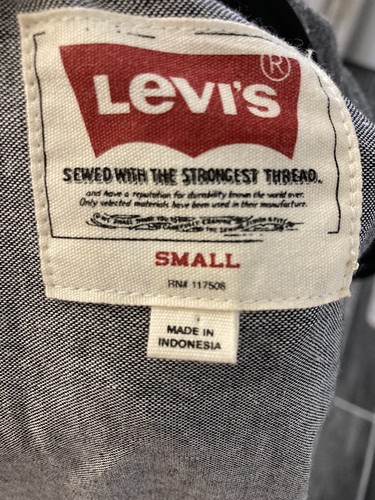 Levi's ®
SEWED WITH THE STRONGEST THREAD.
and have a reputation for durability known the world over.
Only selected materials have been used in their manufacture.
SMALL
RN# 117508
MADE IN
INDONESIA